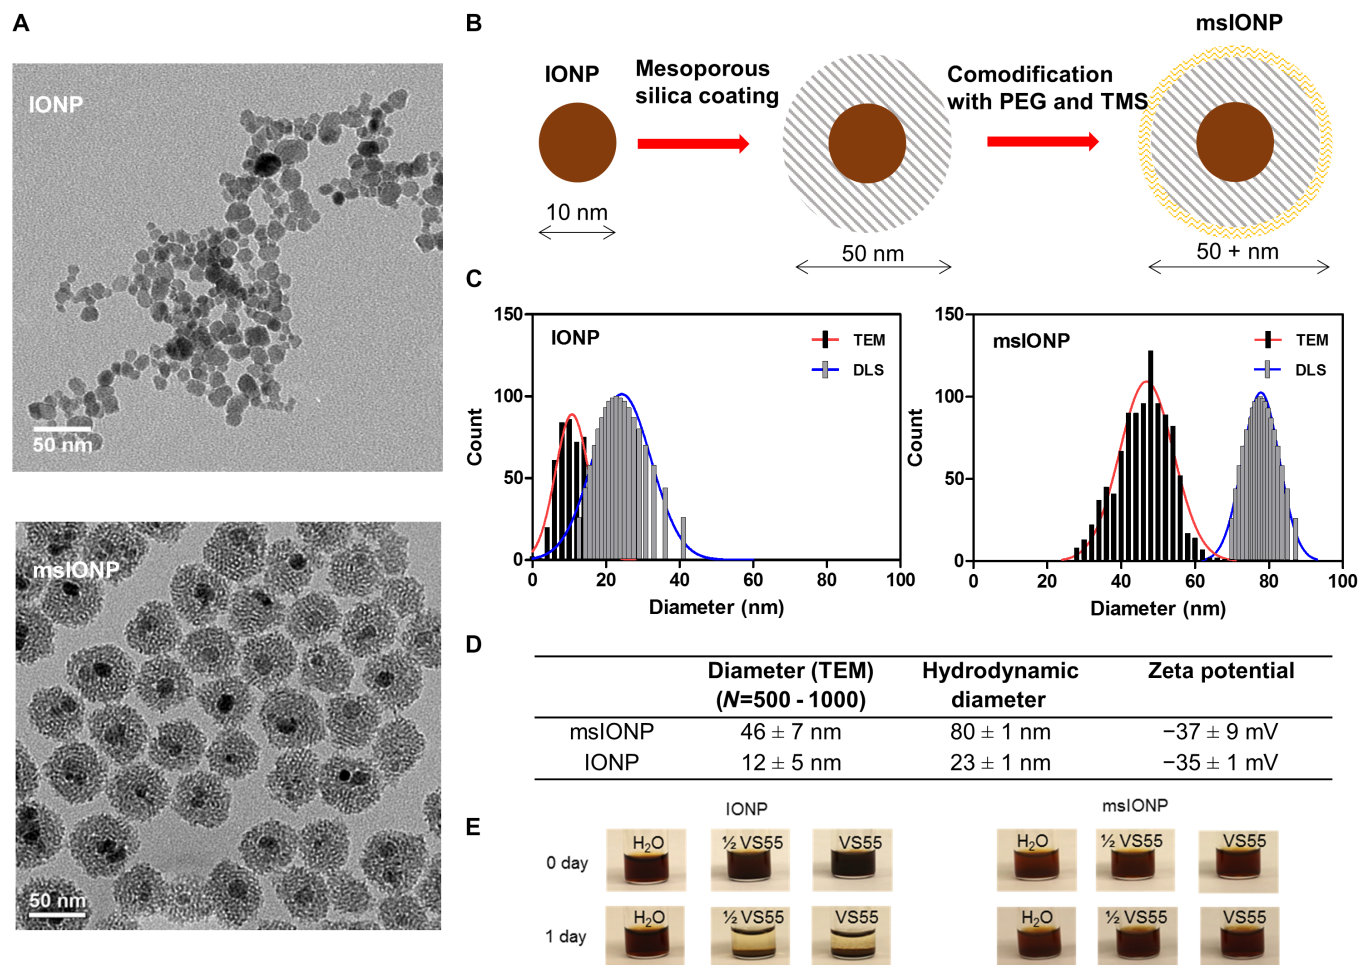 A
IONP
50 nm
msIONP
50 nm
B
IONP
Mesoporous
silica coating
Comodification
with PEG and TMS
msIONP
10 nm
50 nm
50 + nm
C
150
100
50
0
Count
IONP
TEM
DLS
0 20 40 60 80 100
Diameter (nm)
150
100
50
0
Count
msIONP
TEM
DLS
0 20 40 60 80 100
Diameter (nm)
D
Diameter (TEM) Hydrodynamic Zeta potential
(N=500 - 1000) diameter
msIONP 46 ± 7 nm 80 ± 1 nm −37 ± 9 mV
IONP 12 ± 5 nm 23 ± 1 nm −35 ± 1 mV
E
IONP msIONP
0 day H₂O ½ VS55 VS55 H₂O ½ VS55 VS55
1 day H₂O ½ VS55 VS55 H₂O ½ VS55 VS55